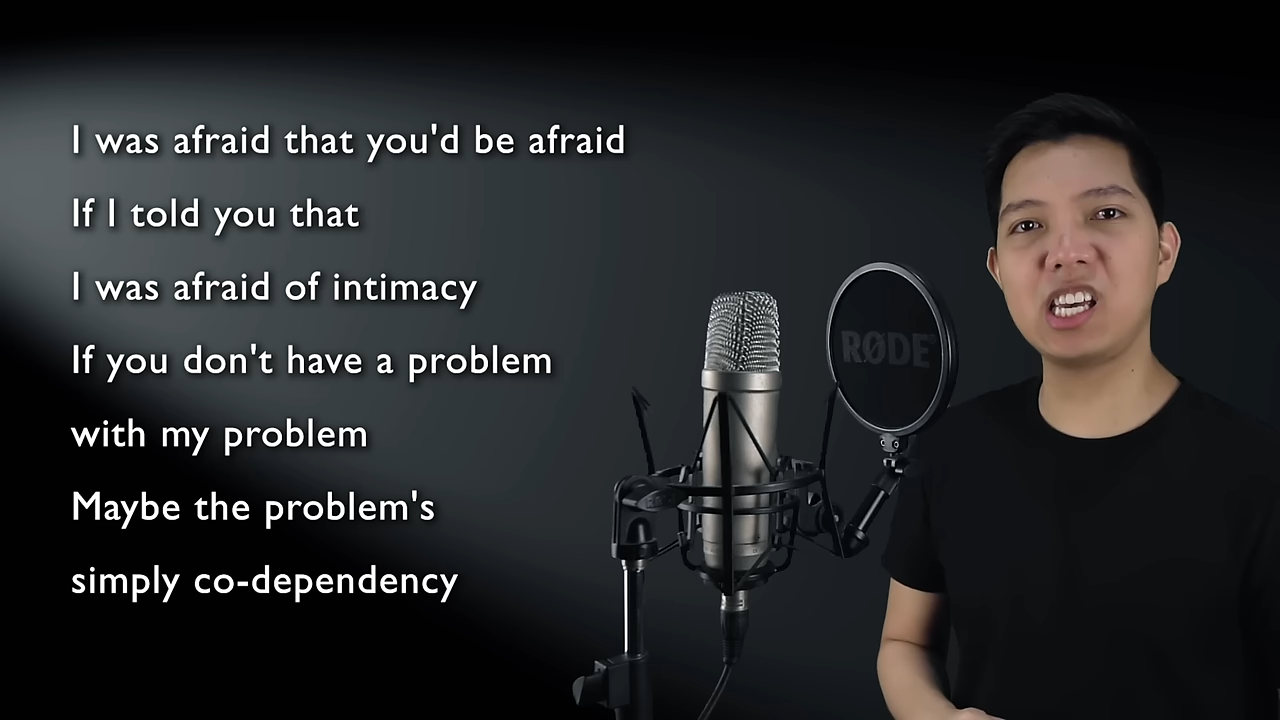 I was afraid that you'd be afraid
If I told you that
I was afraid of intimacy
If you don't have a problem
with my problem
Maybe the problem's
simply co-dependency
RØDE